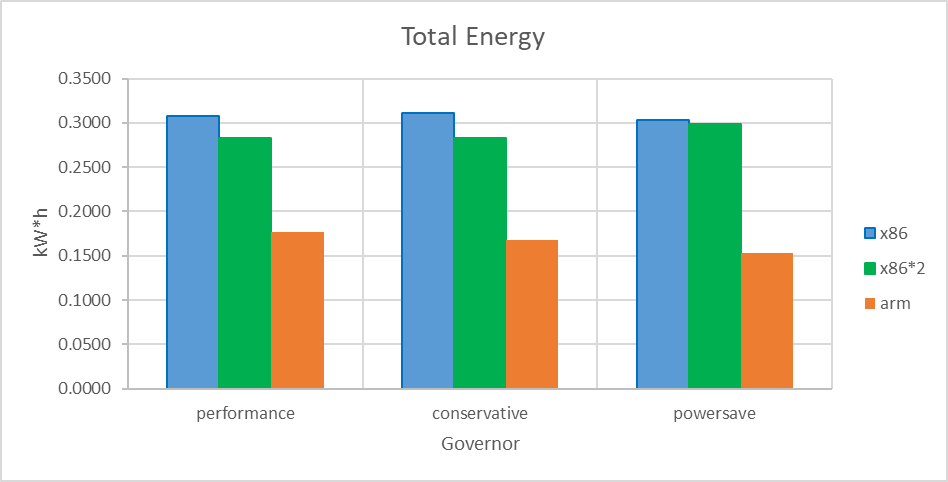 Total Energy
0.3500
0.3000
0.2500
0.2000
0.1500
0.1000
0.0500
0.0000
kW*h
performance conservative powersave
Governor
x86
x86*2
arm